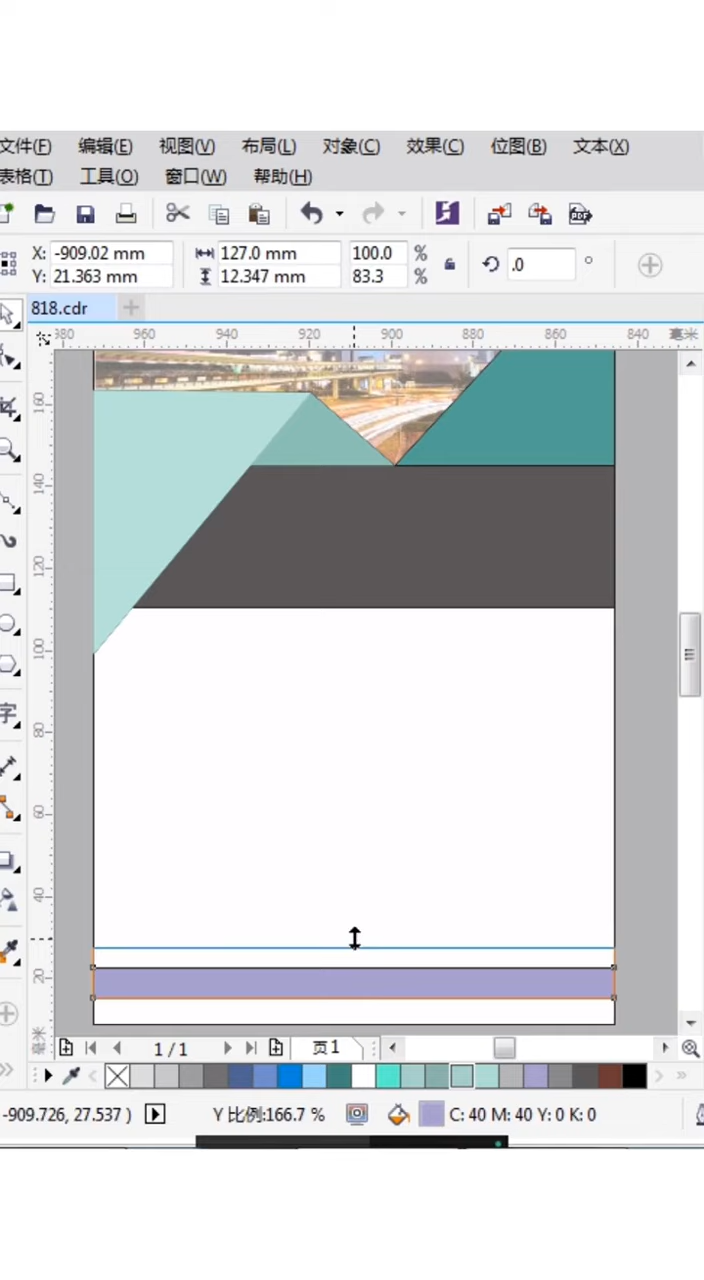 文件(F) 编辑(E) 视图(V) 布局(L) 对象(C) 效果(C) 位图(B) 文本(X)
表格(T) 工具(O) 窗口(W) 帮助(H)
PDF
X: -909.02 mm 127.0 mm 100.0 %
Y: 21.363 mm 12.347 mm 83.3 % .0 °
818.cdr
980 960 940 920 900 880 860 840 毫米
160
140
120
100
80
60
40
20
毫米
字
1 / 1 页1
-909.726, 27.537 ) Y 比例:166.7 % C: 40 M: 40 Y: 0 K: 0